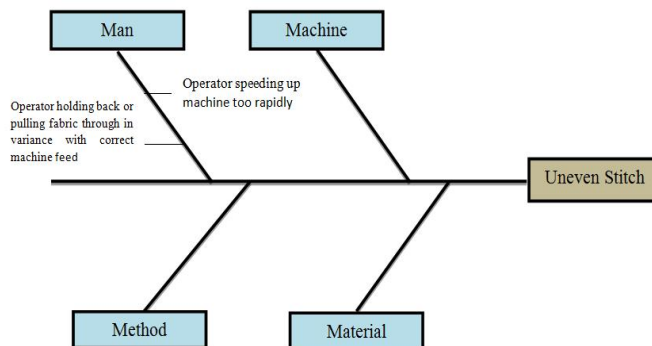 Man
Machine
Operator speeding up
machine too rapidly
Operator holding back or
pulling fabric through in
variance with correct
machine feed
Uneven Stitch
Method
Material